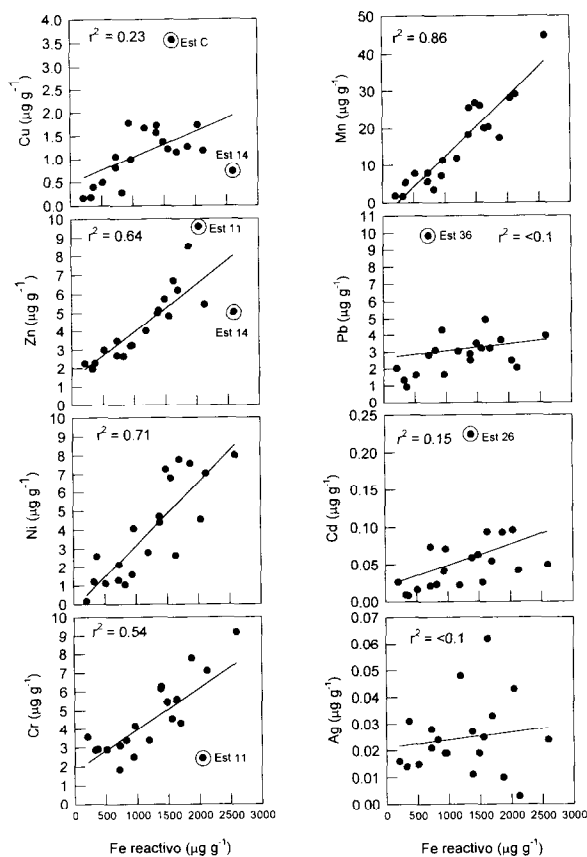 r² = 0.23
Est C
Est 14
Cu (µg g⁻¹)
4.0
3.5
3.0
2.5
2.0
1.5
1.0
0.5
0.0
r² = 0.86
Mn (µg g⁻¹)
50
40
30
20
10
0
r² = 0.64
Est 11
Est 14
Zn (µg g⁻¹)
10
9
8
7
6
5
4
3
2
1
0
Est 36
r² = <0.1
Pb (µg g⁻¹)
11
10
9
8
7
6
5
4
3
2
1
0
r² = 0.71
Ni (µg g⁻¹)
10
9
8
7
6
5
4
3
2
1
0
r² = 0.15
Est 26
Cd (µg g⁻¹)
0.25
0.20
0.15
0.10
0.05
0.00
r² = 0.54
Est 11
Cr (µg g⁻¹)
10
9
8
7
6
5
4
3
2
1
0
0 500 1000 1500 2000 2500 3000
Fe reactivo (µg g⁻¹)
r² = <0.1
Ag (µg g⁻¹)
0.07
0.06
0.05
0.04
0.03
0.02
0.01
0.00
0 500 1000 1500 2000 2500 3000
Fe reactivo (µg g⁻¹)